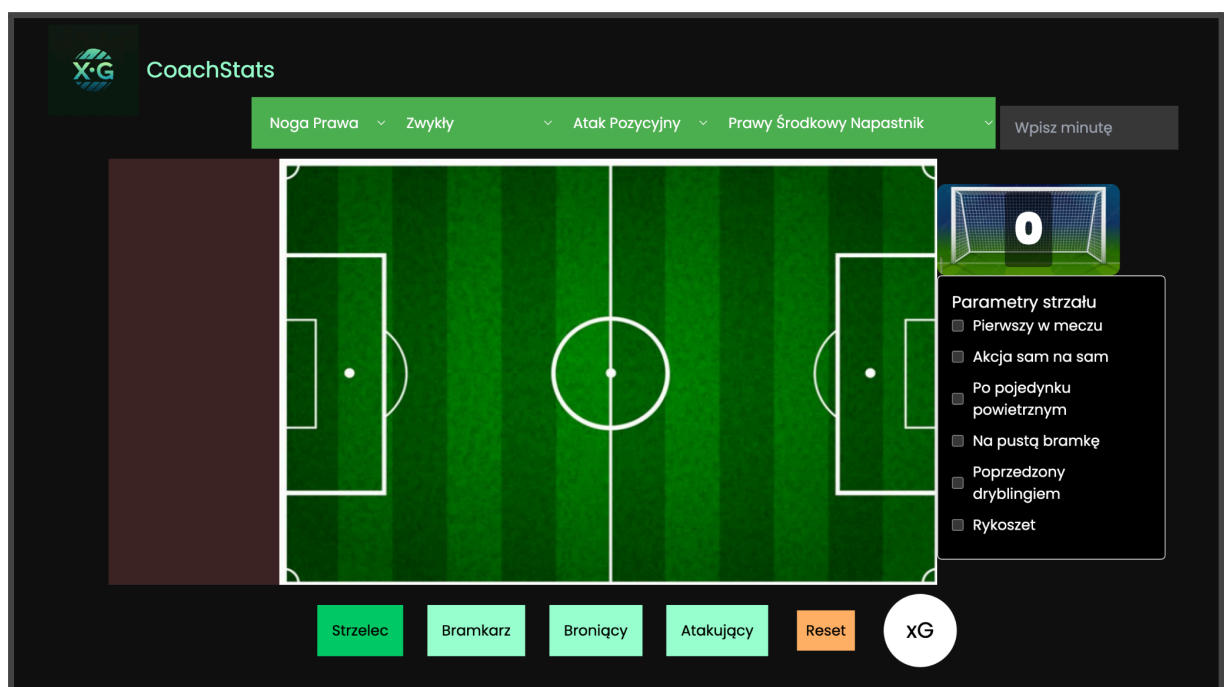 X·G
CoachStats
Noga Prawa
Zwykły
Atak Pozycyjny
Prawy Środkowy Napastnik
Wpisz minutę
0
Parametry strzału
Pierwszy w meczu
Akcja sam na sam
Po pojedynku
powietrznym
Na pustą bramkę
Poprzedzony
dryblingiem
Rykoszet
Strzelec
Bramkarz
Broniący
Atakujący
Reset
xG